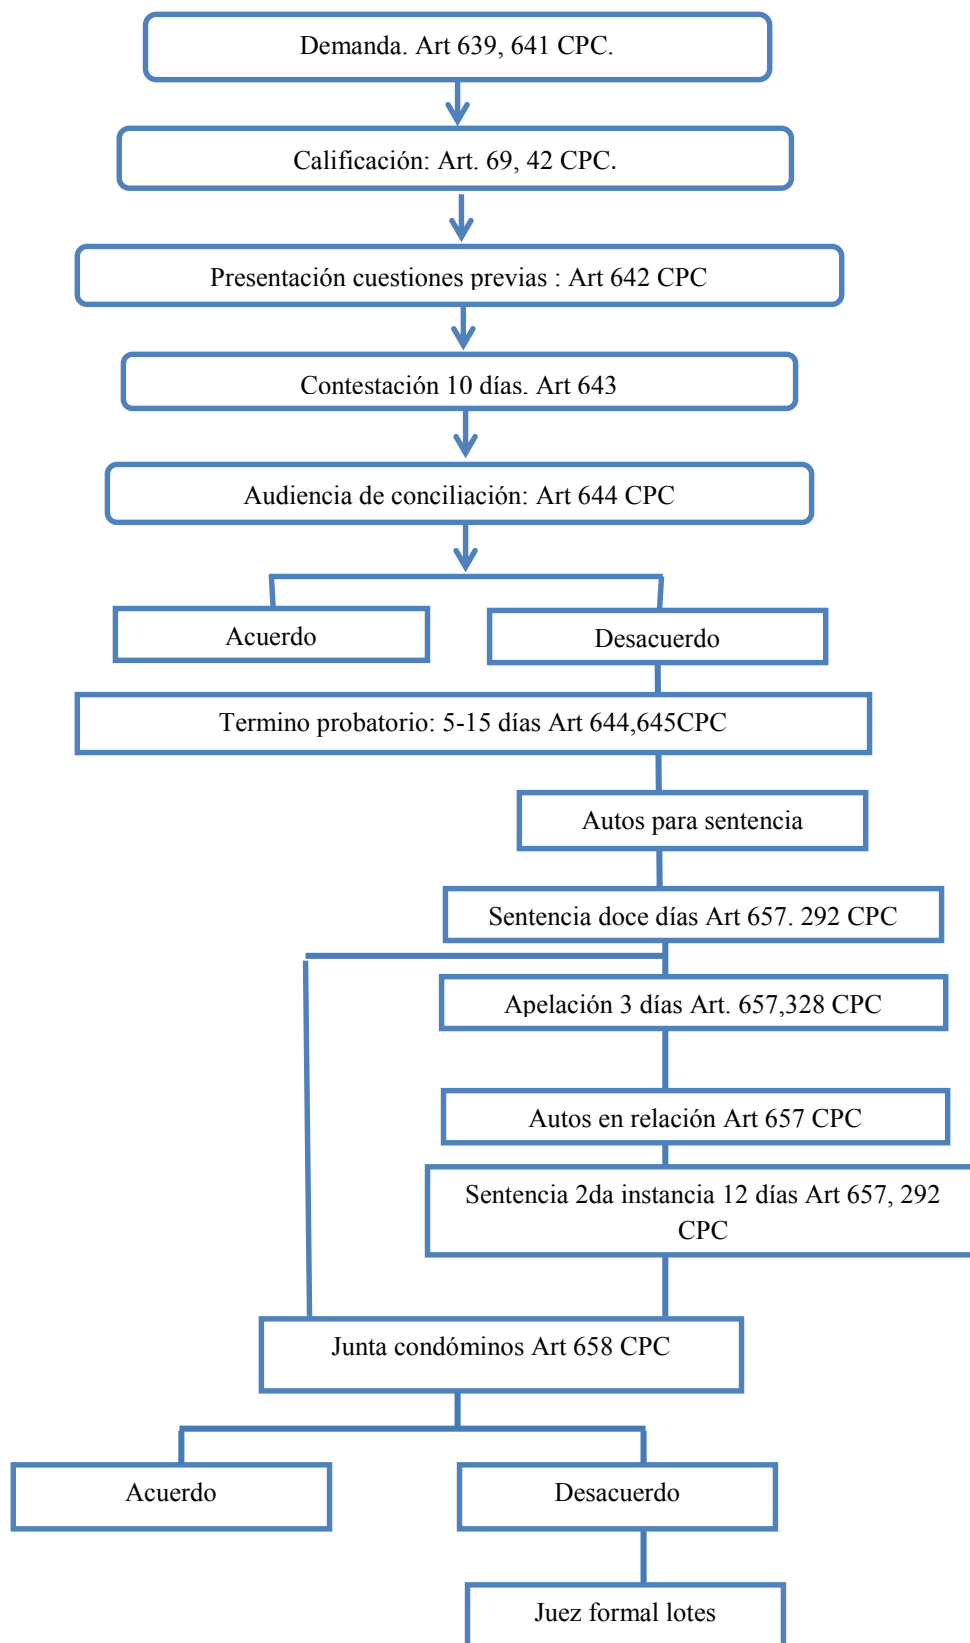 Demanda. Art 639, 641 CPC.
Calificación: Art. 69, 42 CPC.
Presentación cuestiones previas : Art 642 CPC
Contestación 10 días. Art 643
Audiencia de conciliación: Art 644 CPC
Acuerdo
Desacuerdo
Termino probatorio: 5-15 días Art 644,645CPC
Autos para sentencia
Sentencia doce días Art 657. 292 CPC
Apelación 3 días Art. 657,328 CPC
Autos en relación Art 657 CPC
Sentencia 2da instancia 12 días Art 657, 292
CPC
Junta condóminos Art 658 CPC
Acuerdo
Desacuerdo
Juez formal lotes